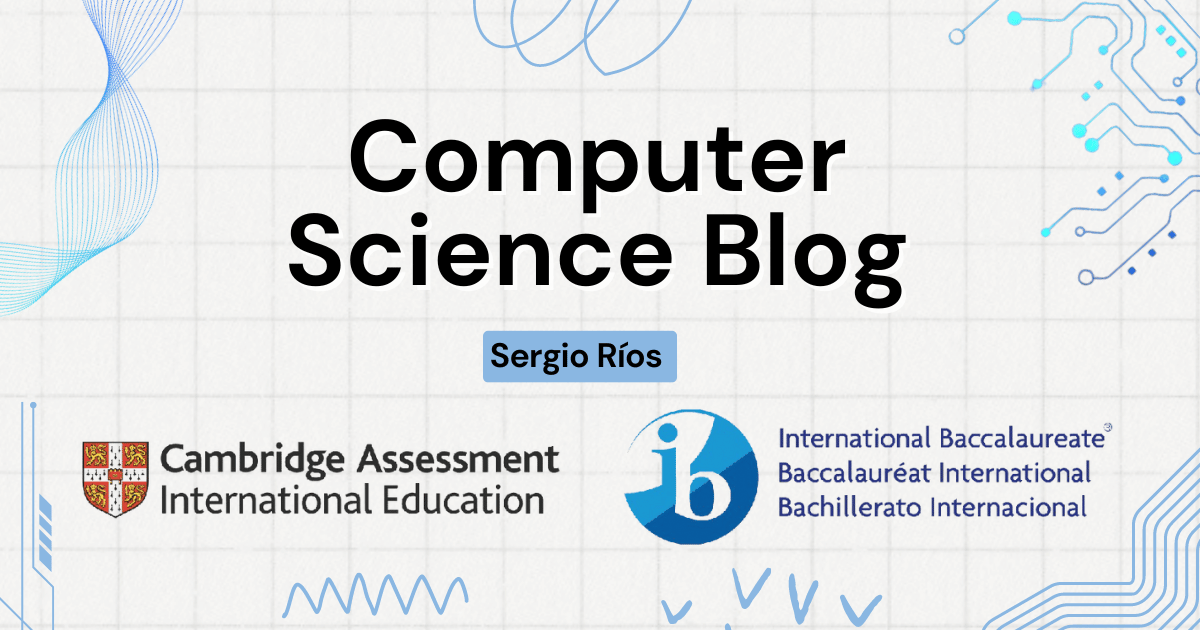 Computer
Science Blog
Sergio Ríos
Cambridge Assessment
International Education
ib
International Baccalaureate®
Baccalauréat International
Bachillerato Internacional